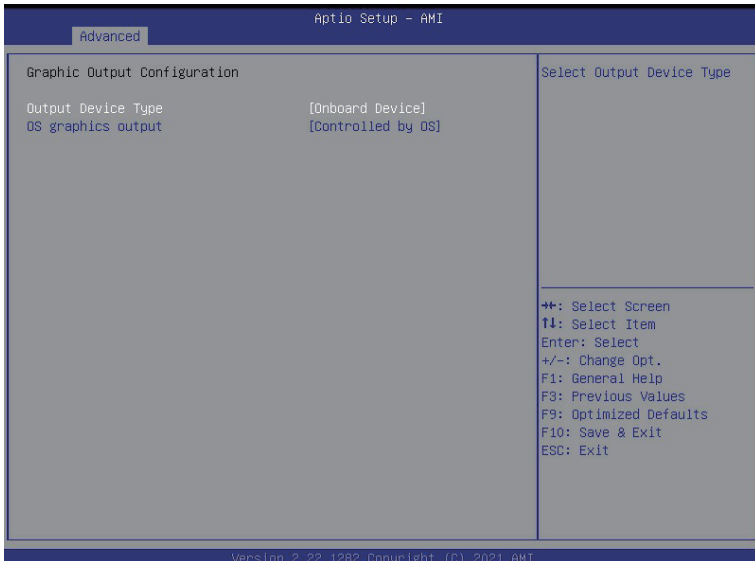 Aptio Setup – AMI
Advanced
Graphic Output Configuration
Output Device Type [Onboard Device]
OS graphics output [Controlled by OS]
Select Output Device Type
→←: Select Screen
↑↓: Select Item
Enter: Select
+/-: Change Opt.
F1: General Help
F3: Previous Values
F9: Optimized Defaults
F10: Save & Exit
ESC: Exit
Version 2.22.1282 Copyright (C) 2021 AMI